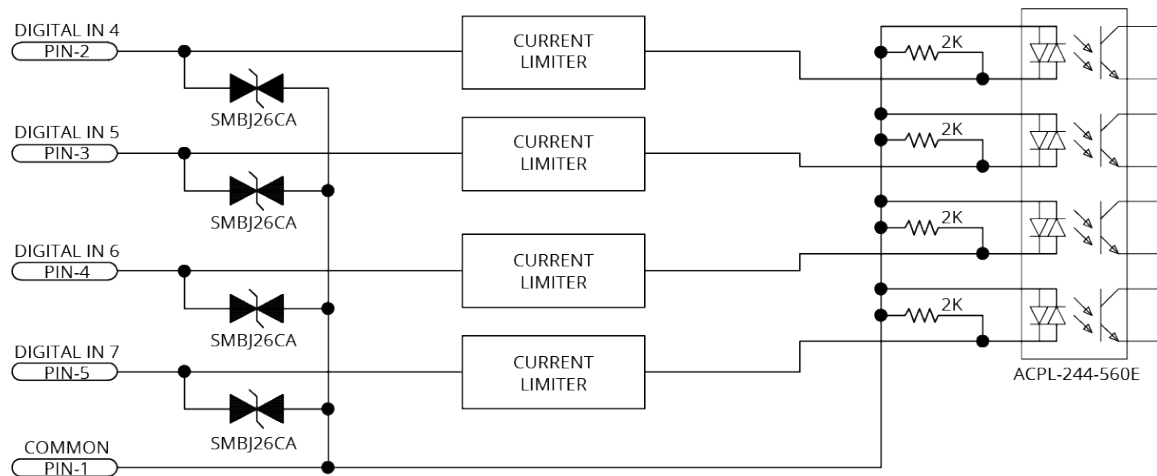 DIGITAL IN 4
PIN-2
SMBJ26CA
CURRENT
LIMITER
2K
DIGITAL IN 5
PIN-3
SMBJ26CA
CURRENT
LIMITER
2K
DIGITAL IN 6
PIN-4
SMBJ26CA
CURRENT
LIMITER
2K
DIGITAL IN 7
PIN-5
SMBJ26CA
CURRENT
LIMITER
2K
ACPL-244-560E
COMMON
PIN-1